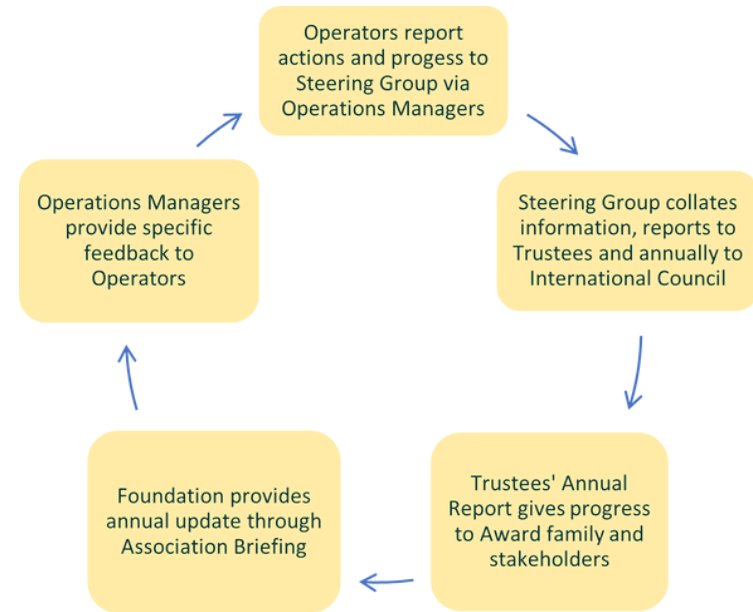 Operators report
actions and progess to
Steering Group via
Operations Managers
Steering Group collates
information, reports to
Trustees and annually to
International Council
Trustees' Annual
Report gives progress
to Award family and
stakeholders
Foundation provides
annual update through
Association Briefing
Operations Managers
provide specific
feedback to
Operators